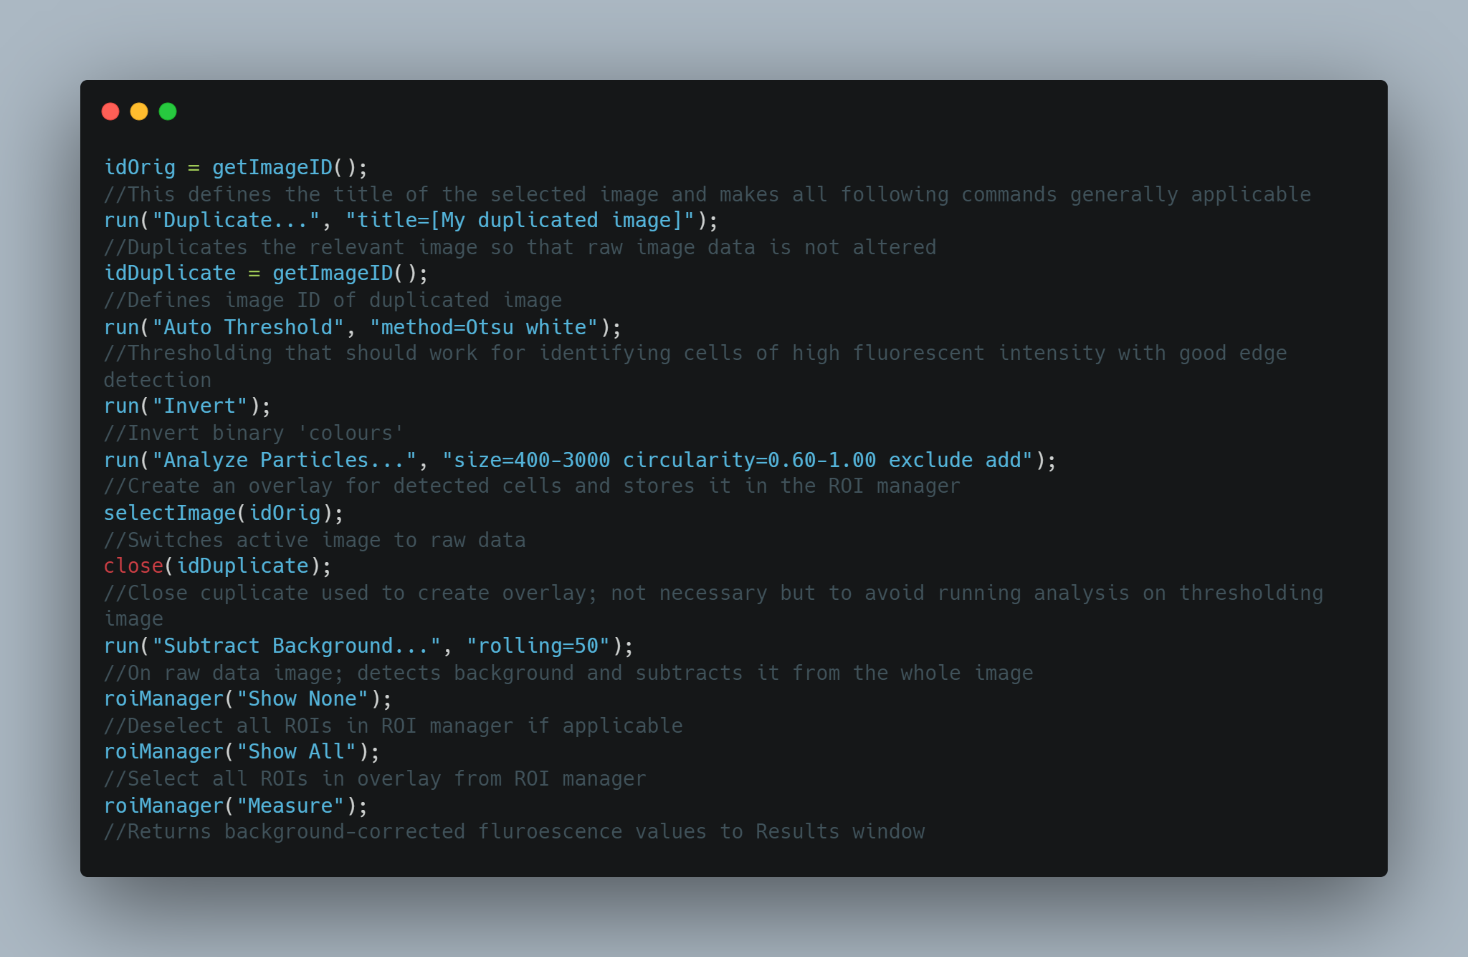 idOrig = getImageID();
//This defines the title of the selected image and makes all following commands generally applicable
run("Duplicate...", "title=[My duplicated image]");
//Duplicates the relevant image so that raw image data is not altered
idDuplicate = getImageID();
//Defines image ID of duplicated image
run("Auto Threshold", "method=Otsu white");
//Thresholding that should work for identifying cells of high fluorescent intensity with good edge
detection
run("Invert");
//Invert binary 'colours'
run("Analyze Particles...", "size=400-3000 circularity=0.60-1.00 exclude add");
//Create an overlay for detected cells and stores it in the ROI manager
selectImage(idOrig);
//Switches active image to raw data
close(idDuplicate);
//Close cuplicate used to create overlay; not necessary but to avoid running analysis on thresholding
image
run("Subtract Background...", "rolling=50");
//On raw data image; detects background and subtracts it from the whole image
roiManager("Show None");
//Deselect all ROIs in ROI manager if applicable
roiManager("Show All");
//Select all ROIs in overlay from ROI manager
roiManager("Measure");
//Returns background-corrected fluroescence values to Results window